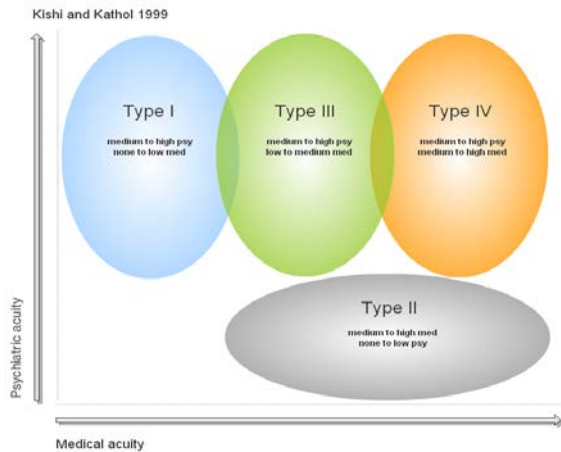 Kishi and Kathol 1999
Type I
medium to high psy
none to low med
Type III
medium to high psy
low to medium med
Type IV
medium to high psy
medium to high med
Type II
medium to high med
none to low psy
Psychiatric acuity
Medical acuity